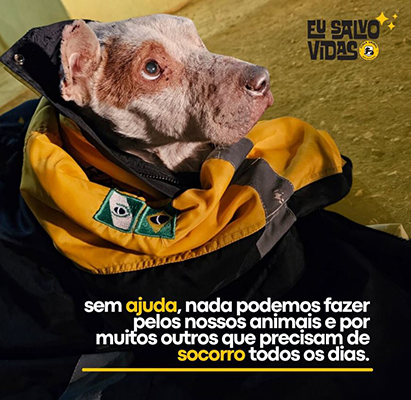 EU SALVO
VIDAS
sem ajuda, nada podemos fazer
pelos nossos animais e por
muitos outros que precisam de
socorro todos os dias.